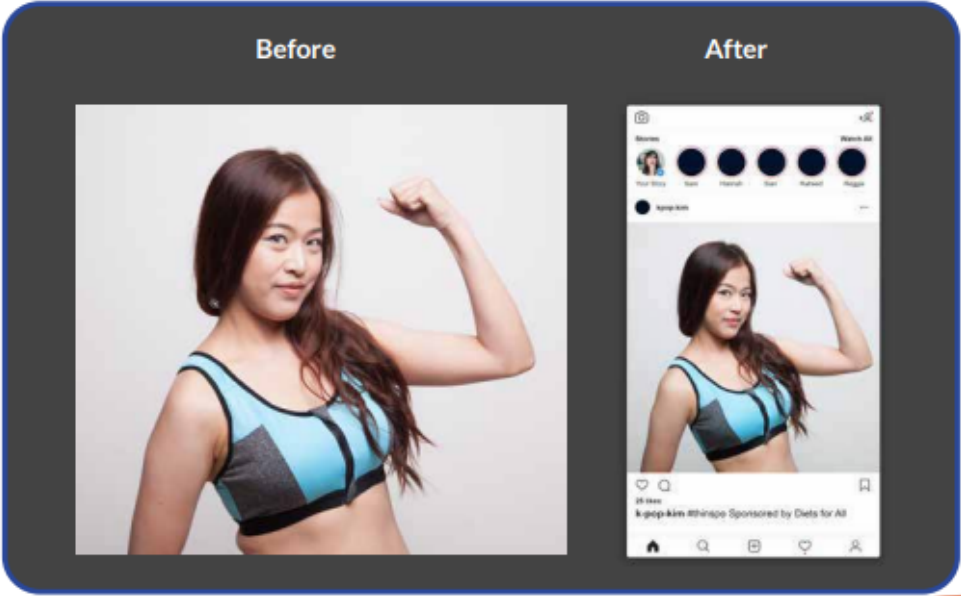 Before
After
Stories Watch All
Your Story Sam Hannah Rasheed Reggie
k-pop-kim
25 likes
k-pop-kim #thinspo Sponsored by Diets for All